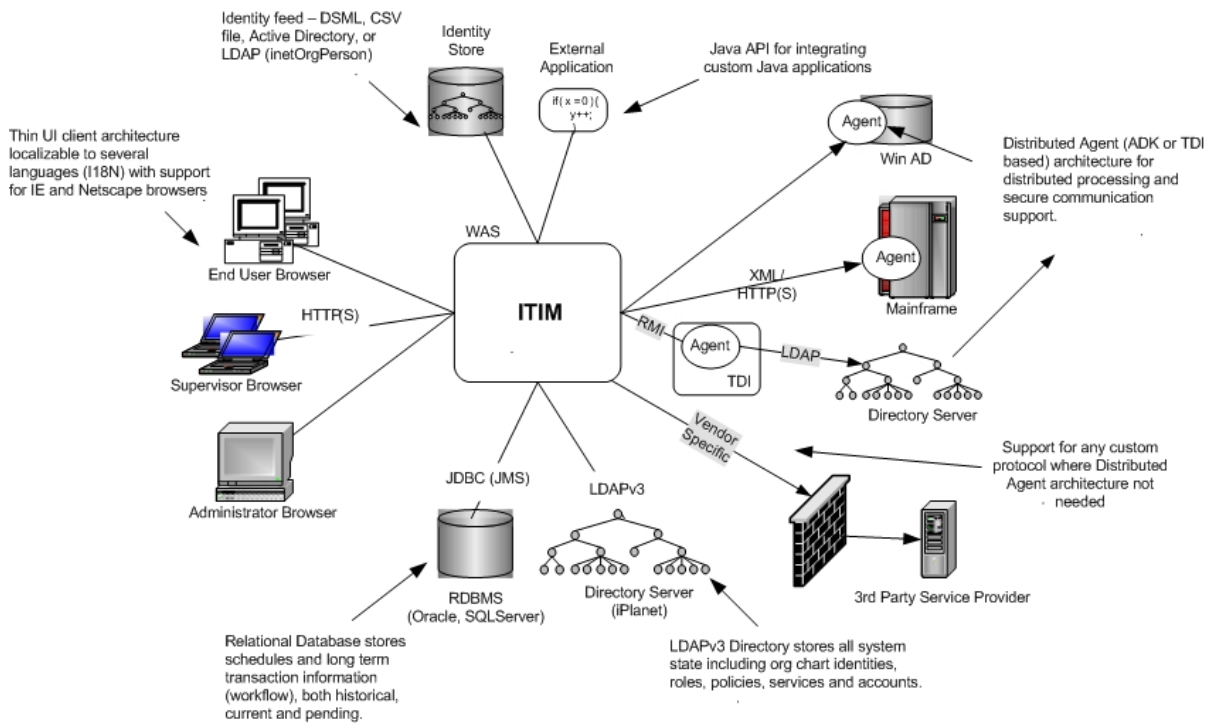 Identity feed – DSML, CSV
file, Active Directory, or
LDAP (inetOrgPerson)
Identity
Store
External
Application
if( x =0 ){
y++;
}
Java API for integrating
custom Java applications
Thin UI client architecture
localizable to several
languages (I18N) with support
for IE and Netscape browsers
Agent
Win AD
Distributed Agent (ADK or TDI
based) architecture for
distributed processing and
secure communication
support.
End User Browser
WAS
ITIM
XML/
HTTP(S)
Agent
Mainframe
HTTP(S)
Supervisor Browser
RMI
Agent
TDI
LDAP
Directory Server
Administrator Browser
Vendor
Specific
Support for any custom
protocol where Distributed
Agent architecture not
needed
JDBC (JMS)
LDAPv3
RDBMS
(Oracle, SQLServer)
Directory Server
(iPlanet)
3rd Party Service Provider
Relational Database stores
schedules and long term
transaction information
(workflow), both historical,
current and pending.
LDAPv3 Directory stores all system
state including org chart identities,
roles, policies, services and accounts.